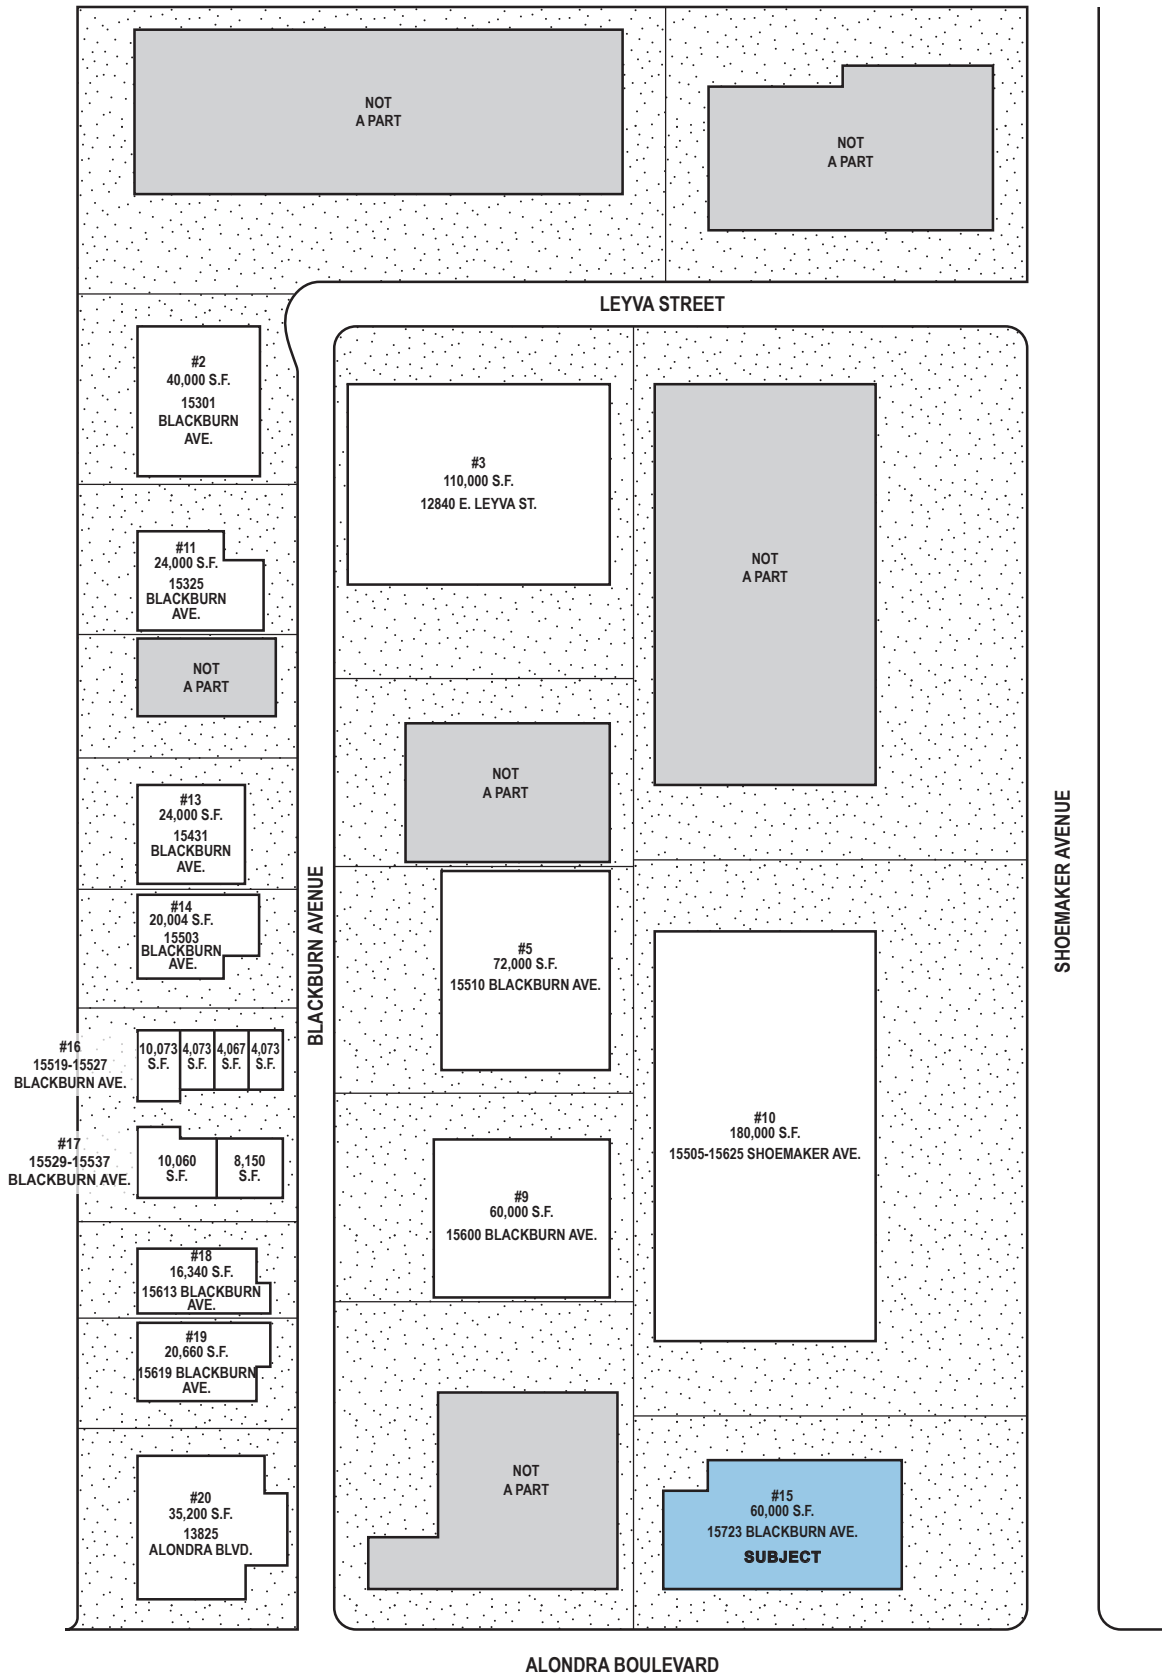 NOT
A PART
NOT
A PART
LEYVA STREET
#2
40,000 S.F.
15301
BLACKBURN
AVE.
#3
110,000 S.F.
12840 E. LEYVA ST.
NOT
A PART
#11
24,000 S.F.
15325
BLACKBURN
AVE.
NOT
A PART
NOT
A PART
#13
24,000 S.F.
15431
BLACKBURN
AVE.
BLACKBURN AVENUE
SHOEMAKER AVENUE
#14
20,004 S.F.
15503
BLACKBURN
AVE.
#5
72,000 S.F.
15510 BLACKBURN AVE.
#16
15519-15527
BLACKBURN AVE.
10,073
S.F.
4,073
S.F.
4,067
S.F.
4,073
S.F.
#10
180,000 S.F.
15505-15625 SHOEMAKER AVE.
#17
15529-15537
BLACKBURN AVE.
10,060
S.F.
8,150
S.F.
#9
60,000 S.F.
15600 BLACKBURN AVE.
#18
16,340 S.F.
15613 BLACKBURN
AVE.
#19
20,660 S.F.
15619 BLACKBURN
AVE.
#20
35,200 S.F.
13825
ALONDRA BLVD.
NOT
A PART
#15
60,000 S.F.
15723 BLACKBURN AVE.
SUBJECT
ALONDRA BOULEVARD